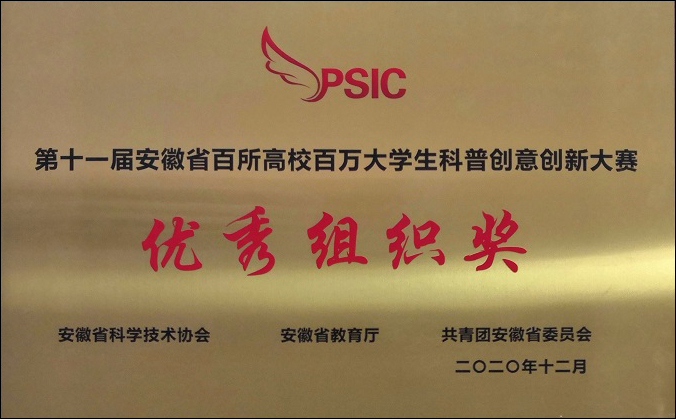 PSIC
第十一届安徽省百所高校百万大学生科普创意创新大赛
优秀组织奖
安徽省科学技术协会 安徽省教育厅 共青团安徽省委员会
二〇二〇年十二月